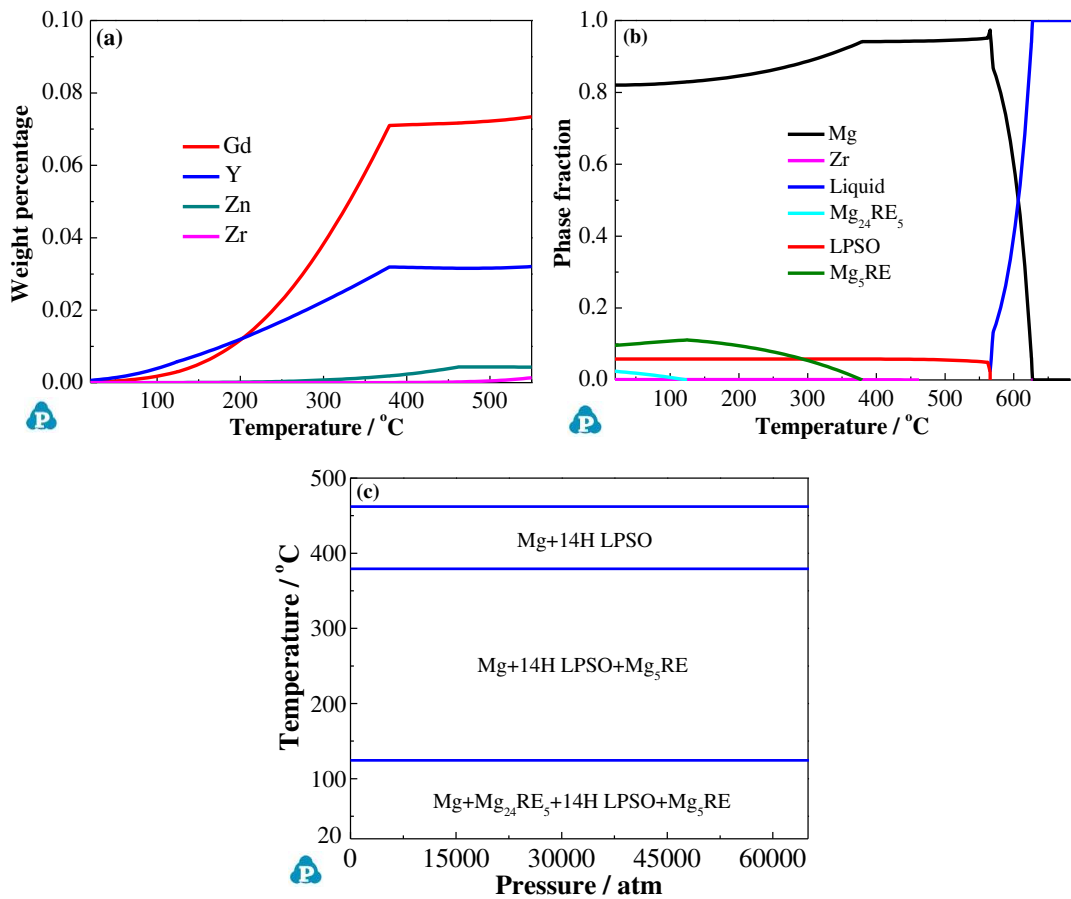 (a)
0.10
0.08
0.06
0.04
0.02
0.00
Weight percentage
Gd
Y
Zn
Zr
100 200 300 400 500
Temperature / °C
P
(b)
1.0
0.8
0.6
0.4
0.2
0.0
Phase fraction
Mg
Zr
Liquid
Mg₂₄RE₅
LPSO
Mg₅RE
100 200 300 400 500 600
Temperature / °C
P
(c)
500
400
300
200
100
20
Temperature / °C
Mg+14H LPSO
Mg+14H LPSO+Mg₅RE
Mg+Mg₂₄RE₅+14H LPSO+Mg₅RE
0 15000 30000 45000 60000
Pressure / atm
P